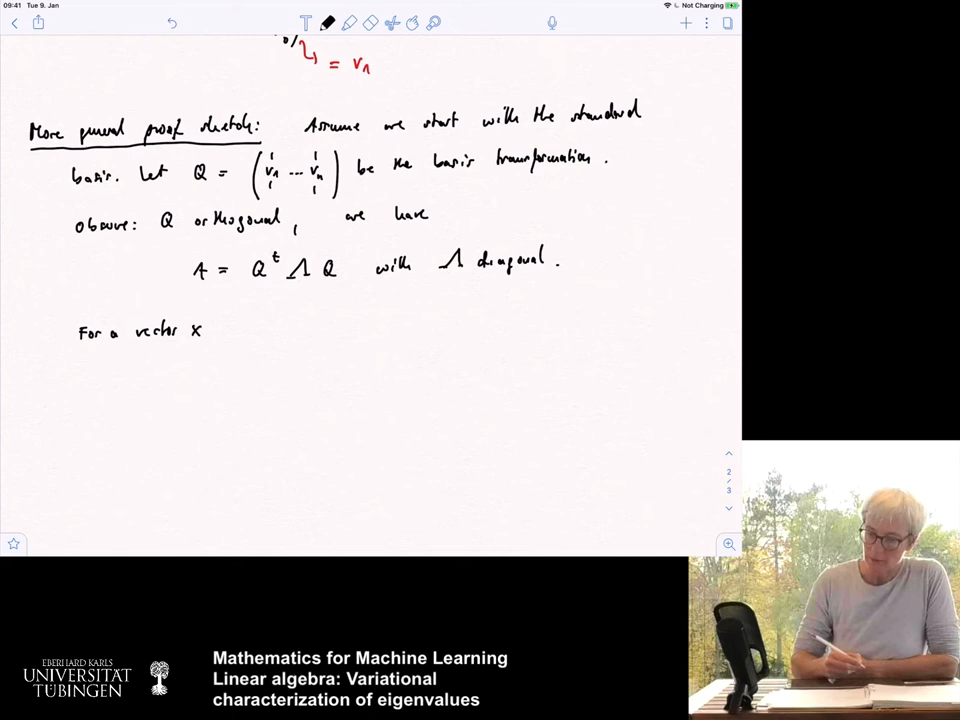 09:41 Tue 9. Jan
Not Charging
= v₁
More general proof sketch: Assume we start with the standard
basis. Let Q = ( v₁ ... vₙ ) be the basis transformation.
Observe: Q orthogonal, we have
A = Qᵗ Λ Q with Λ diagonal.
For a vector x
2
/
3
EBERHARD KARLS
UNIVERSITÄT
TÜBINGEN
Mathematics for Machine Learning
Linear algebra: Variational
characterization of eigenvalues